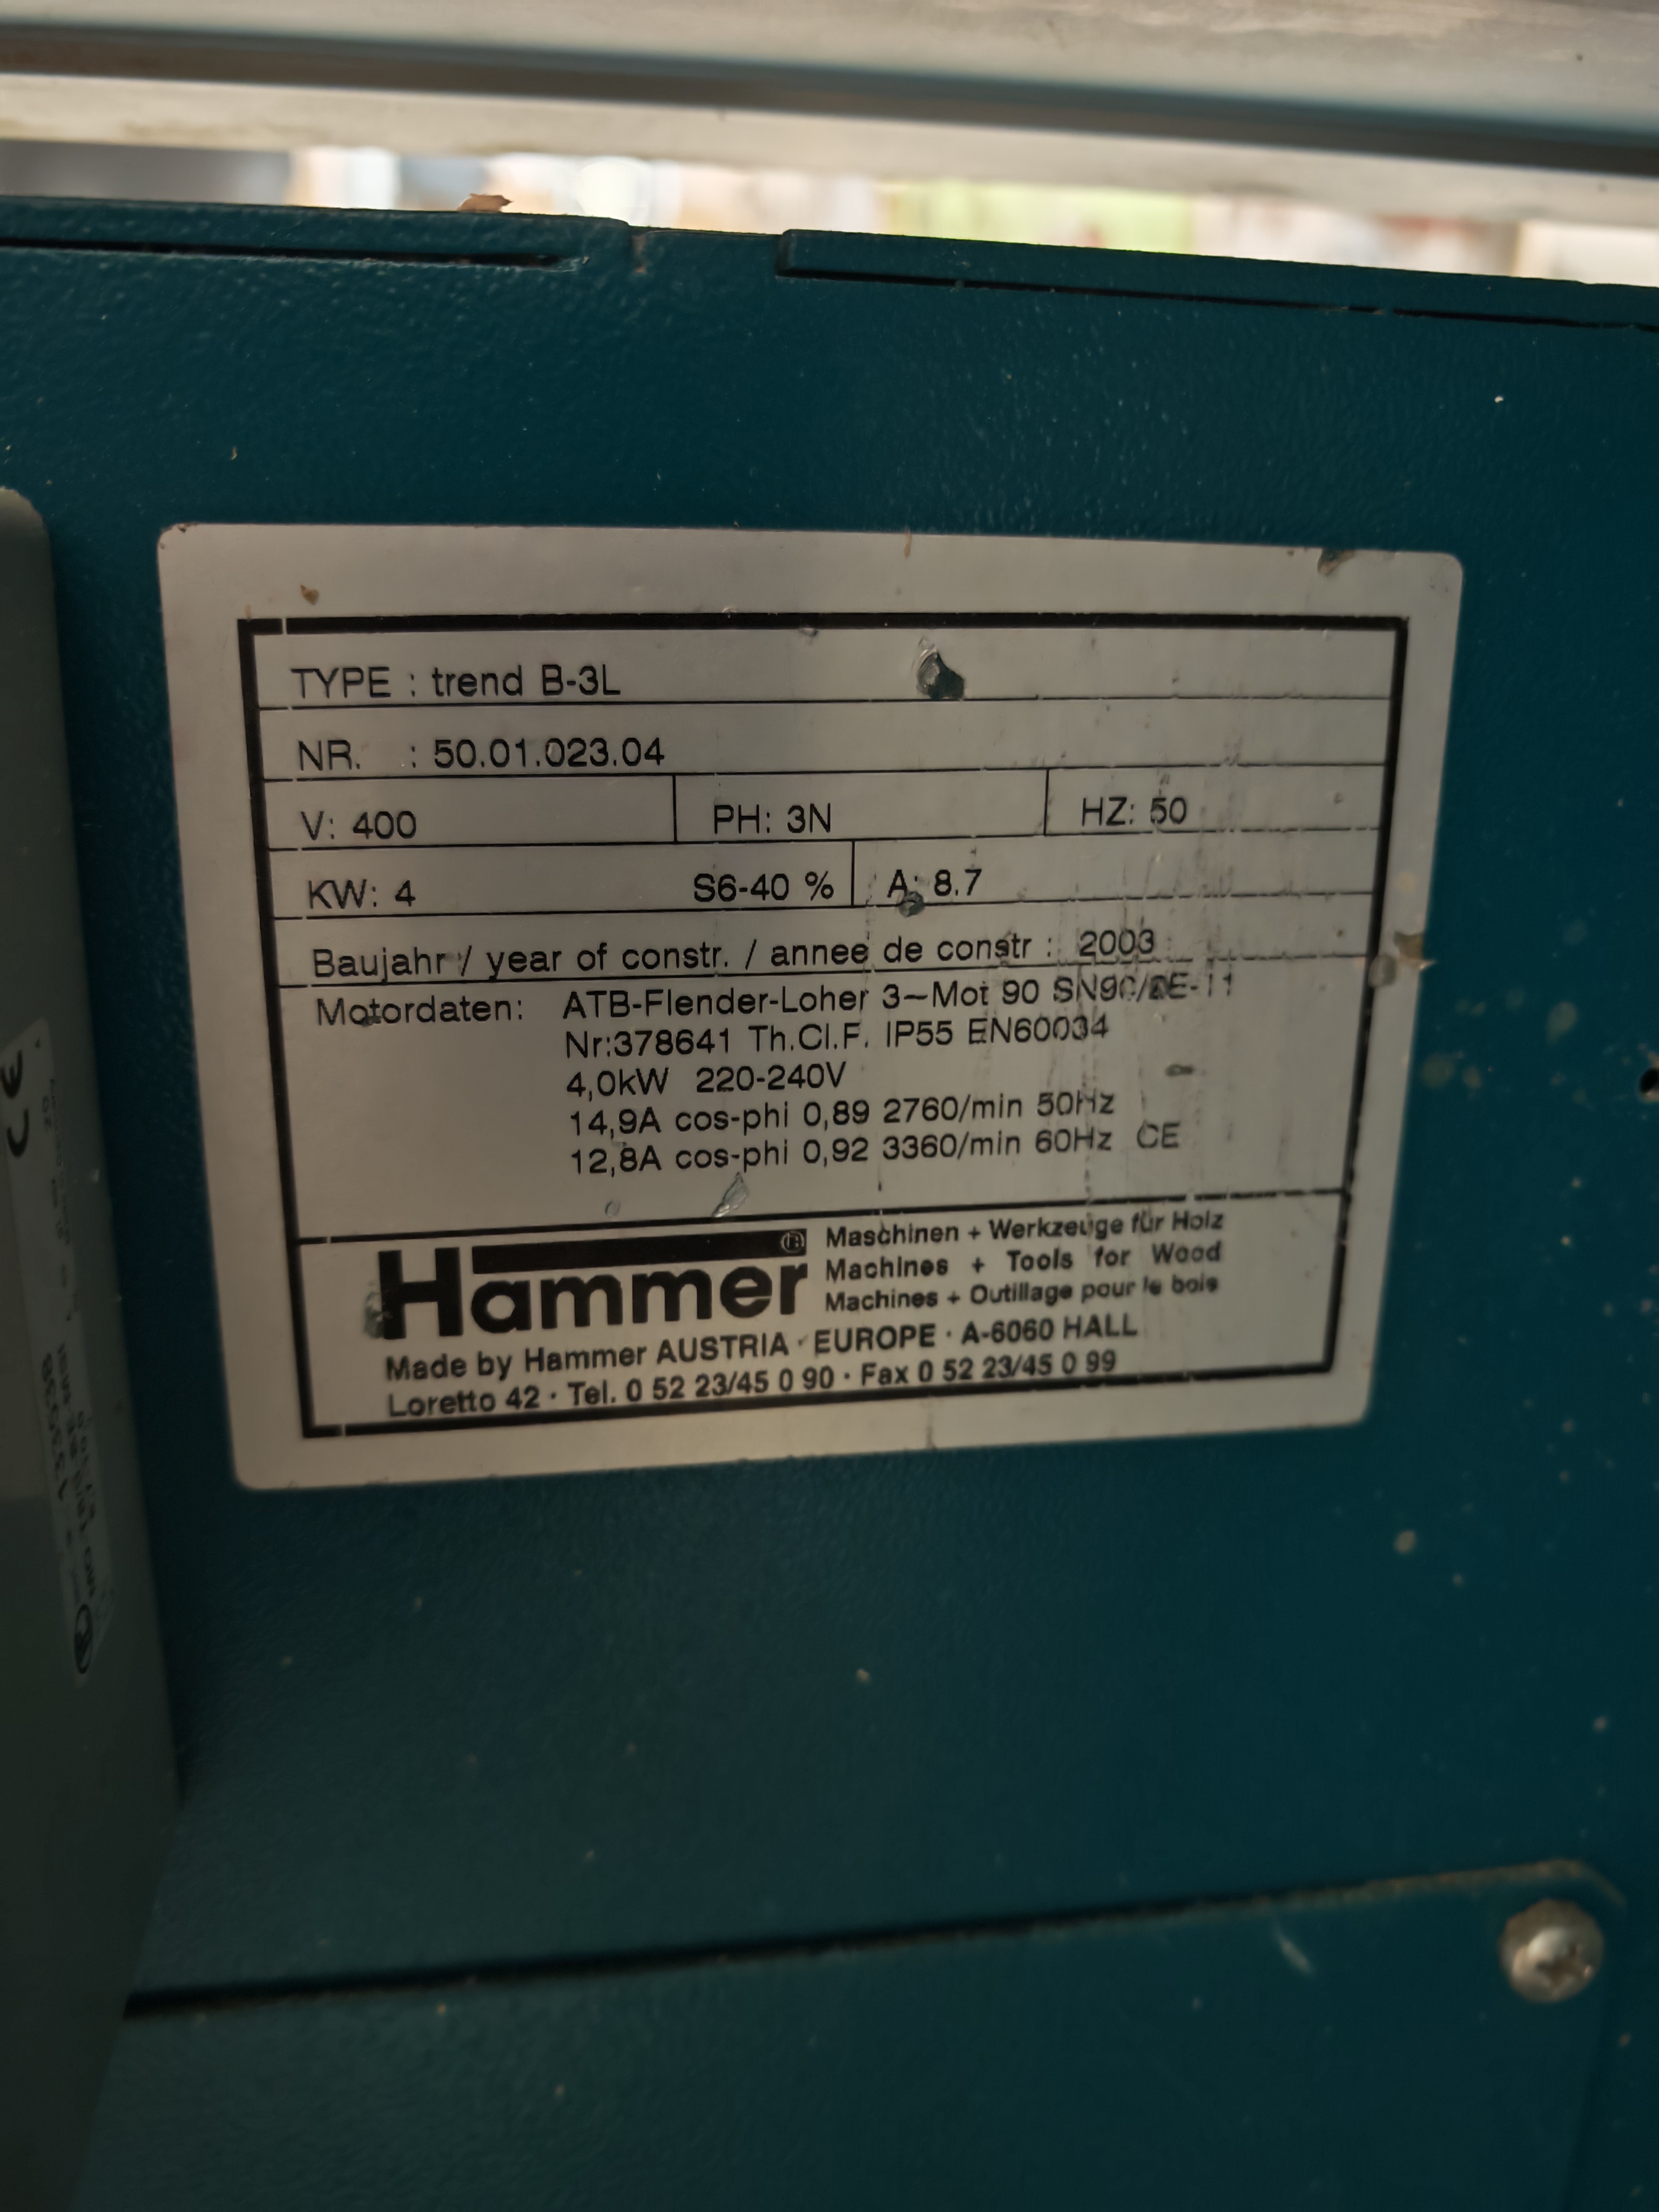 TYPE : trend B-3L
NR. : 50.01.023.04
V: 400 PH: 3N HZ: 50
KW: 4 S6-40 % A: 8.7
Baujahr / year of constr. / annee de constr : 2003
Motordaten: ATB-Flender-Loher 3~Mot 90
Nr:378641 Th.Cl.F. IP55 EN60034
4,0kW 220-240V
14,9A cos-phi 0,89 2760/min 50Hz
12,8A cos-phi 0,92 3360/min 60Hz CE
Hammer®
Maschinen + Werkzeuge für Holz
Machines + Tools for Wood
Machines + Outillage pour le bois
Made by Hammer AUSTRIA · EUROPE · A-6060 HALL
Loretto 42 · Tel. 0 52 23/45 0 90 · Fax 0 52 23/45 0 99
CE